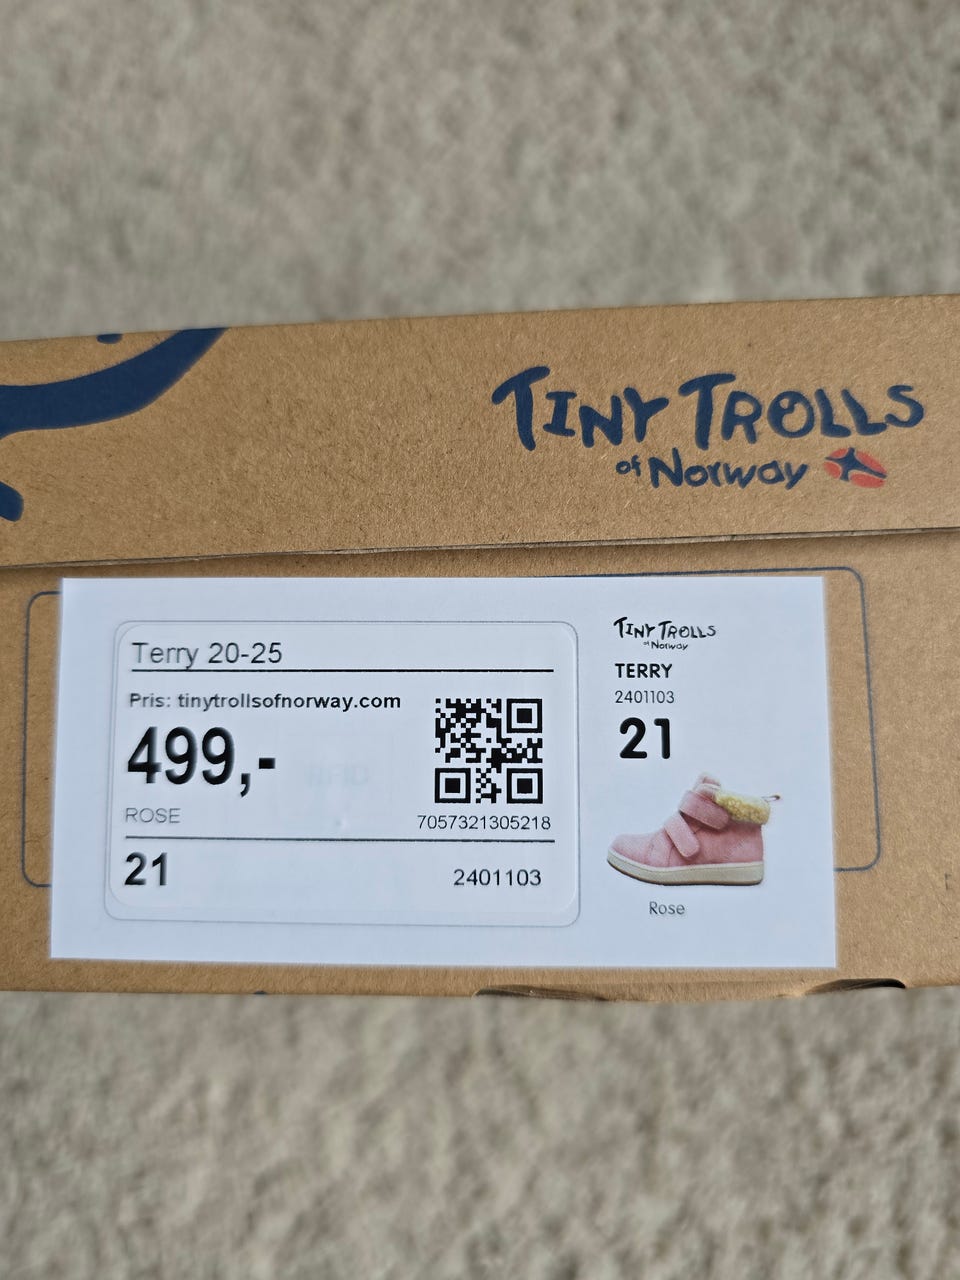 TINY TROLLS
of Norway
Terry 20-25
Pris: tinytrollsofnorway.com
499,-
ROSE
7057321305218
21
2401103
TINY TROLLS
of Norway
TERRY
2401103
21
Rose